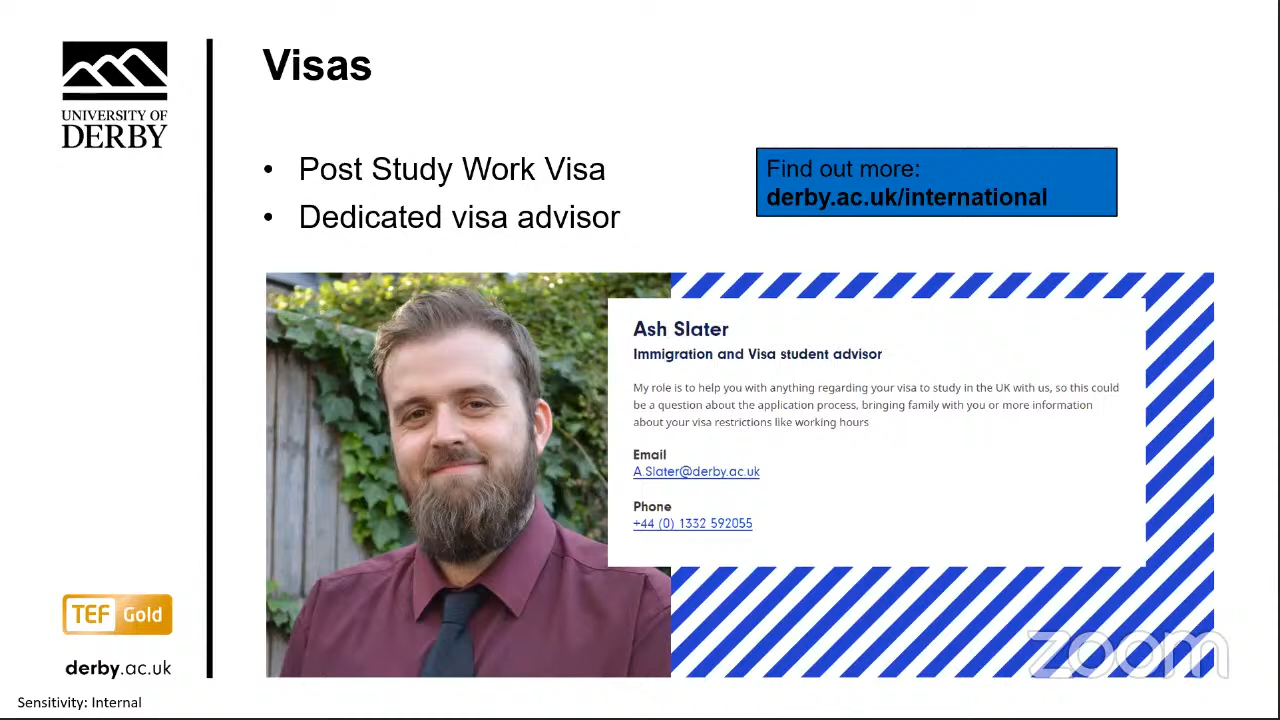 UNIVERSITY OF
DERBY
Visas
• Post Study Work Visa
• Dedicated visa advisor
Find out more:
derby.ac.uk/international
Ash Slater
Immigration and Visa student advisor
My role is to help you with anything regarding your visa to study in the UK with us, so this could
be a question about the application process, bringing family with you or more information
about your visa restrictions like working hours
Email
A.Slater@derby.ac.uk
Phone
+44 (0) 1332 592055
TEF Gold
derby.ac.uk
zoom
Sensitivity: Internal